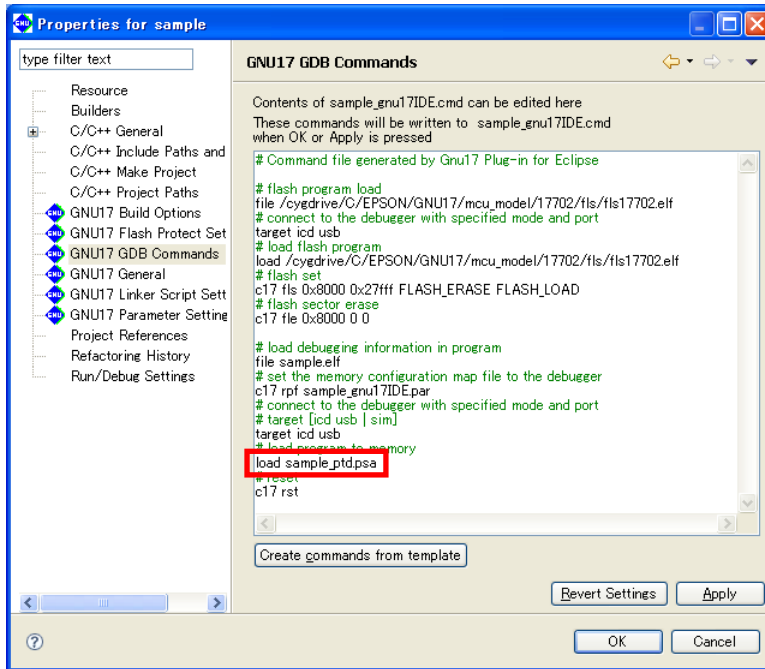 Properties for sample
type filter text
Resource
Builders
C/C++ General
C/C++ Include Paths and
C/C++ Make Project
C/C++ Project Paths
GNU17 Build Options
GNU17 Flash Protect Set
GNU17 GDB Commands
GNU17 General
GNU17 Linker Script Sett
GNU17 Parameter Setting
Project References
Refactoring History
Run/Debug Settings
GNU17 GDB Commands
Contents of sample_gnu17IDE.cmd can be edited here
These commands will be written to sample_gnu17IDE.cmd
when OK or Apply is pressed
# Command file generated by Gnu17 Plug-in for Eclipse
# flash program load
file /cygdrive/C/EPSON/GNU17/mcu_model/17702/fls/fls17702.elf
# connect to the debugger with specified mode and port
target icd usb
# load flash program
load /cygdrive/C/EPSON/GNU17/mcu_model/17702/fls/fls17702.elf
# flash set
c17 fls 0x8000 0x27fff FLASH_ERASE FLASH_LOAD
# flash sector erase
c17 fle 0x8000 0 0
# load debugging information in program
file sample.elf
# set the memory configuration map file to the debugger
c17 rpf sample_gnu17IDE.par
# connect to the debugger with specified mode and port
# target [icd usb | sim]
target icd usb
# load program to memory
load sample_ptd.psa
# reset
c17 rst
Create commands from template
Revert Settings
Apply
OK
Cancel